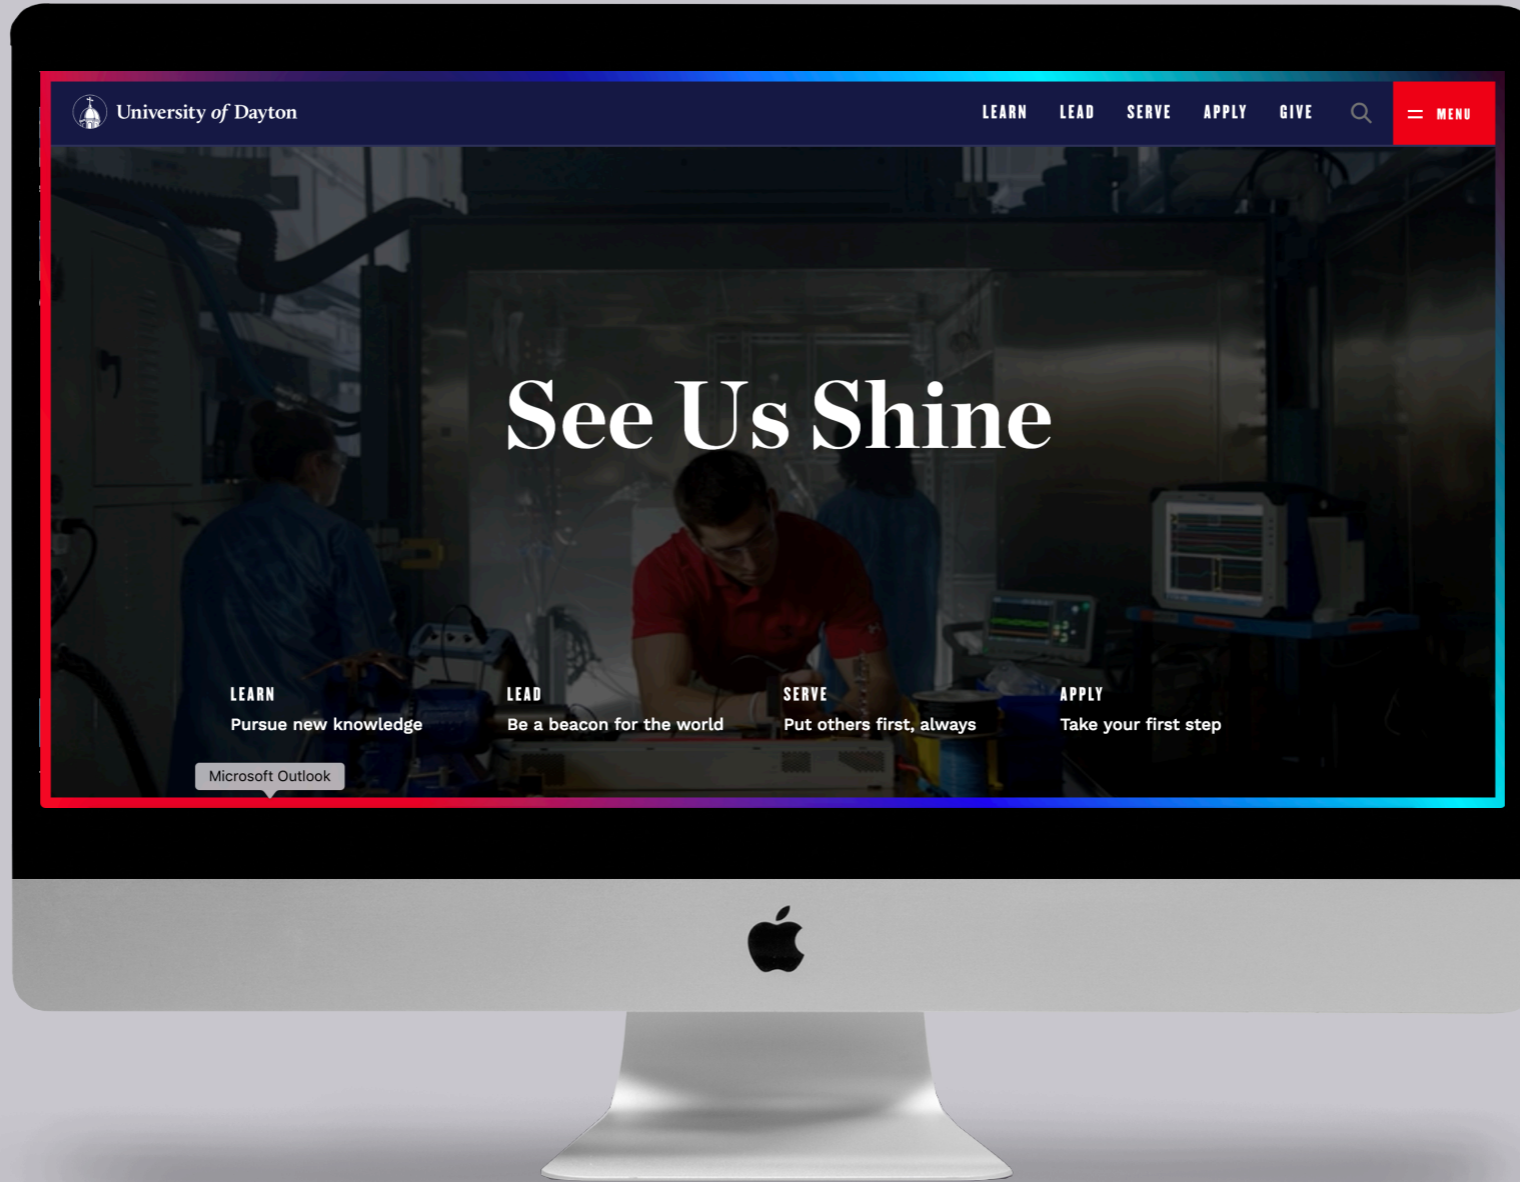 University of Dayton
LEARN LEAD SERVE APPLY GIVE MENU
See Us Shine
LEARN LEAD SERVE APPLY
Pursue new knowledge Be a beacon for the world Put others first, always Take your first step
Microsoft Outlook